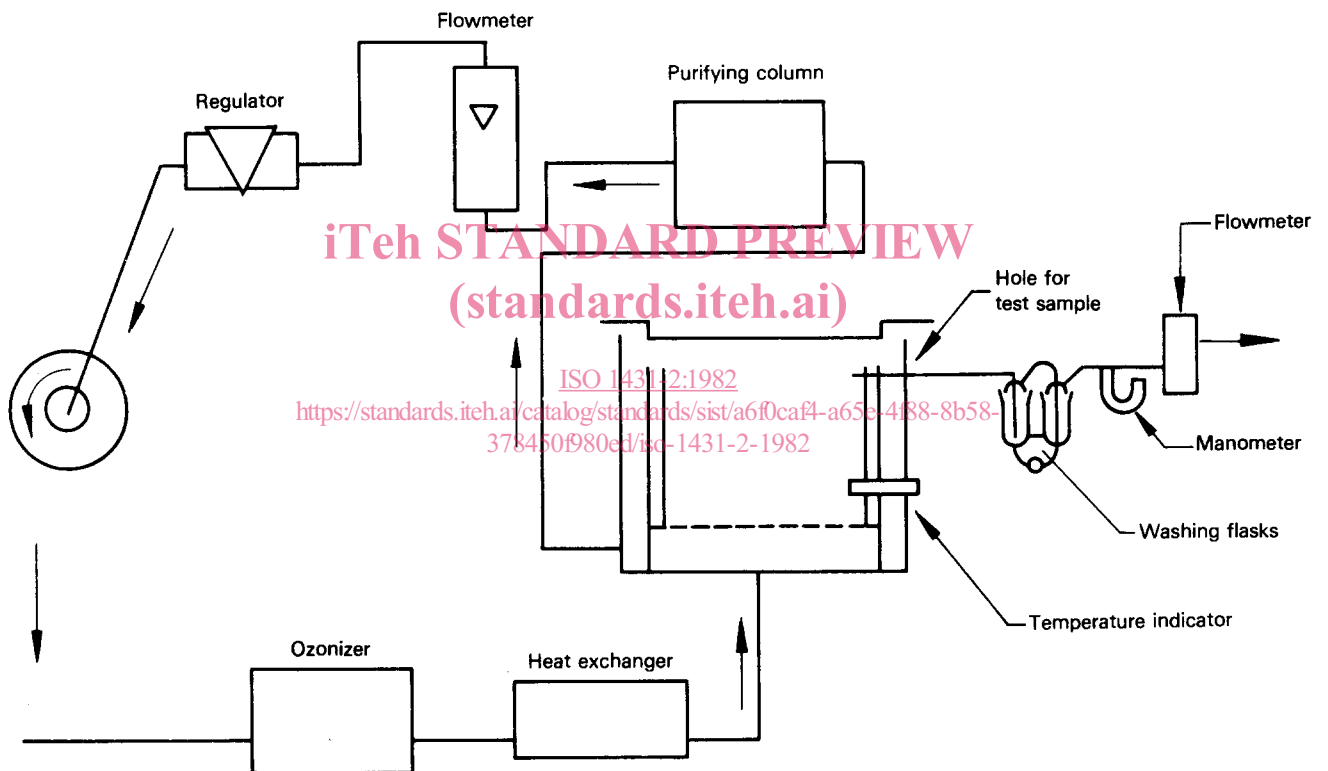 Flowmeter
Purifying column
Regulator
Flowmeter
iTeh STANDARD PREVIEW
(standards.iteh.ai)
Hole for
test sample
ISO 1431-2:1982
https://standards.iteh.ai/catalog/standards/sist/a6f0caf4-a65e-4f88-8b58-
378450f980ed/iso-1431-2-1982
Manometer
Washing flasks
Temperature indicator
Ozonizer
Heat exchanger